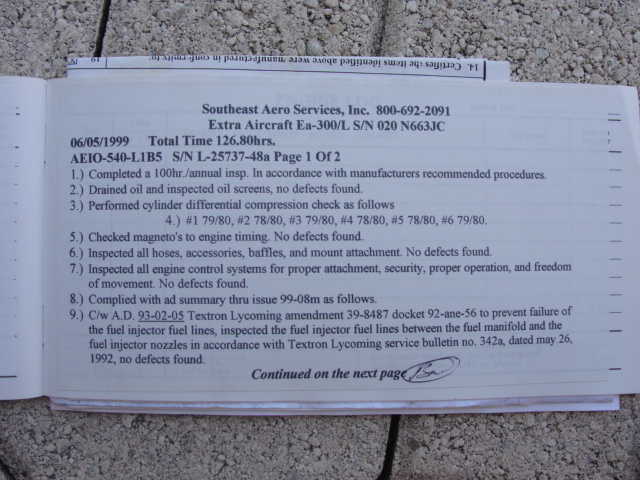 14. Certifies the items identified above were manufactured in conformity to:
19
Southeast Aero Services, Inc. 800-692-2091
Extra Aircraft Ea-300/L S/N 020 N663JC
06/05/1999 Total Time 126.80hrs.
AEIO-540-L1B5 S/N L-25737-48a Page 1 Of 2
1.) Completed a 100hr./annual insp. In accordance with manufacturers recommended procedures.
2.) Drained oil and inspected oil screens, no defects found.
3.) Performed cylinder differential compression check as follows
4.) #1 79/80, #2 78/80, #3 79/80, #4 78/80, #5 78/80, #6 79/80.
5.) Checked magneto's to engine timing. No defects found.
6.) Inspected all hoses, accessories, baffles, and mount attachment. No defects found.
7.) Inspected all engine control systems for proper attachment, security, proper operation, and freedom
of movement. No defects found.
8.) Complied with ad summary thru issue 99-08m as follows.
9.) C/w A.D. 93-02-05 Textron Lycoming amendment 39-8487 docket 92-ane-56 to prevent failure of
the fuel injector fuel lines, inspected the fuel injector fuel lines between the fuel manifold and the
fuel injector nozzles in accordance with Textron Lycoming service bulletin no. 342a, dated may 26,
1992, no defects found.
Continued on the next page